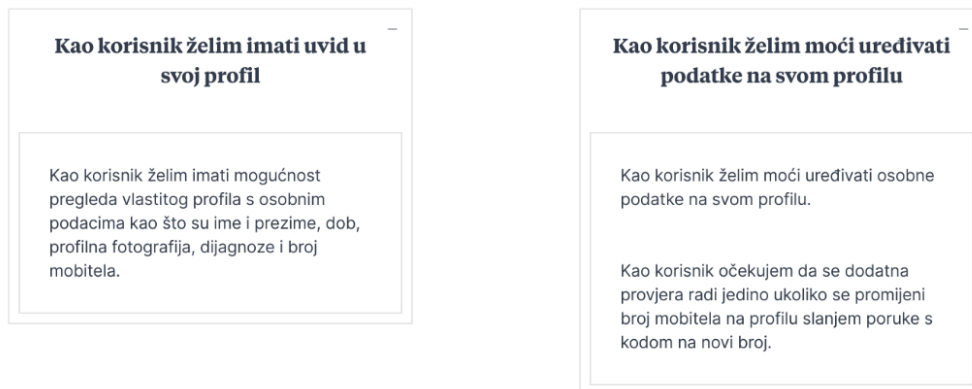 Kao korisnik želim imati uvid u
svoj profil
Kao korisnik želim imati mogućnost
pregleda vlastitog profila s osobnim
podacima kao što su ime i prezime, dob,
profilna fotografija, dijagnoze i broj
mobitela.
Kao korisnik želim moći uređivati
podatke na svom profilu
Kao korisnik želim moći uređivati osobne
podatke na svom profilu.
Kao korisnik očekujem da se dodatna
provjera radi jedino ukoliko se promijeni
broj mobitela na profilu slanjem poruke s
kodom na novi broj.